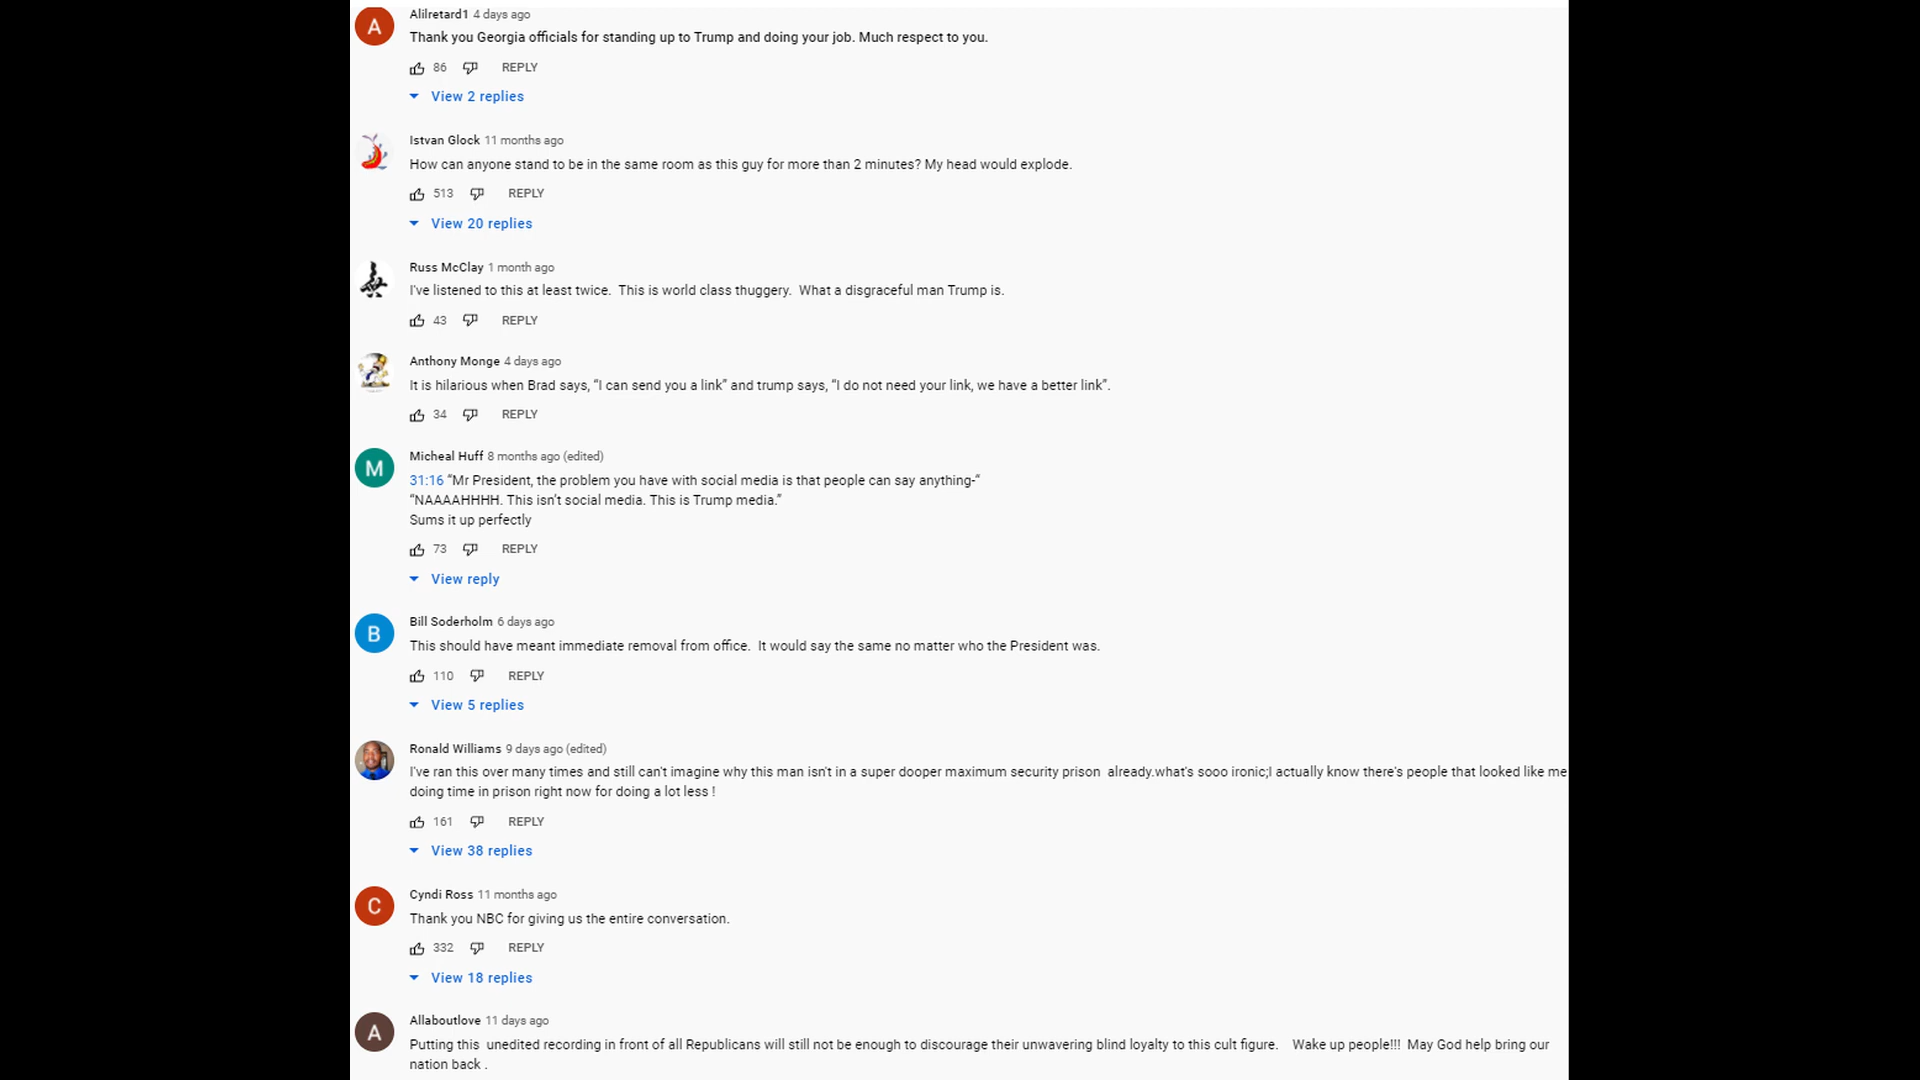 A
Alilretard1 4 days ago
Thank you Georgia officials for standing up to Trump and doing your job. Much respect to you.
86 REPLY
View 2 replies
Istvan Glock 11 months ago
How can anyone stand to be in the same room as this guy for more than 2 minutes? My head would explode.
513 REPLY
View 20 replies
Russ McClay 1 month ago
I've listened to this at least twice.  This is world class thuggery.  What a disgraceful man Trump is.
43 REPLY
Anthony Monge 4 days ago
It is hilarious when Brad says, “I can send you a link” and trump says, “I do not need your link, we have a better link”.
34 REPLY
M
Micheal Huff 8 months ago (edited)
31:16 “Mr President, the problem you have with social media is that people can say anything-“
“NAAAAHHHH. This isn’t social media. This is Trump media.”
Sums it up perfectly
73 REPLY
View reply
B
Bill Soderholm 6 days ago
This should have meant immediate removal from office.  It would say the same no matter who the President was.
110 REPLY
View 5 replies
Ronald Williams 9 days ago (edited)
I've ran this over many times and still can't imagine why this man isn't in a super dooper maximum security prison  already.what's sooo ironic;I actually know there's people that looked like me
doing time in prison right now for doing a lot less !
161 REPLY
View 38 replies
C
Cyndi Ross 11 months ago
Thank you NBC for giving us the entire conversation.
332 REPLY
View 18 replies
A
Allaboutlove 11 days ago
Putting this  unedited recording in front of all Republicans will still not be enough to discourage their unwavering blind loyalty to this cult figure.    Wake up people!!!  May God help bring our
nation back .